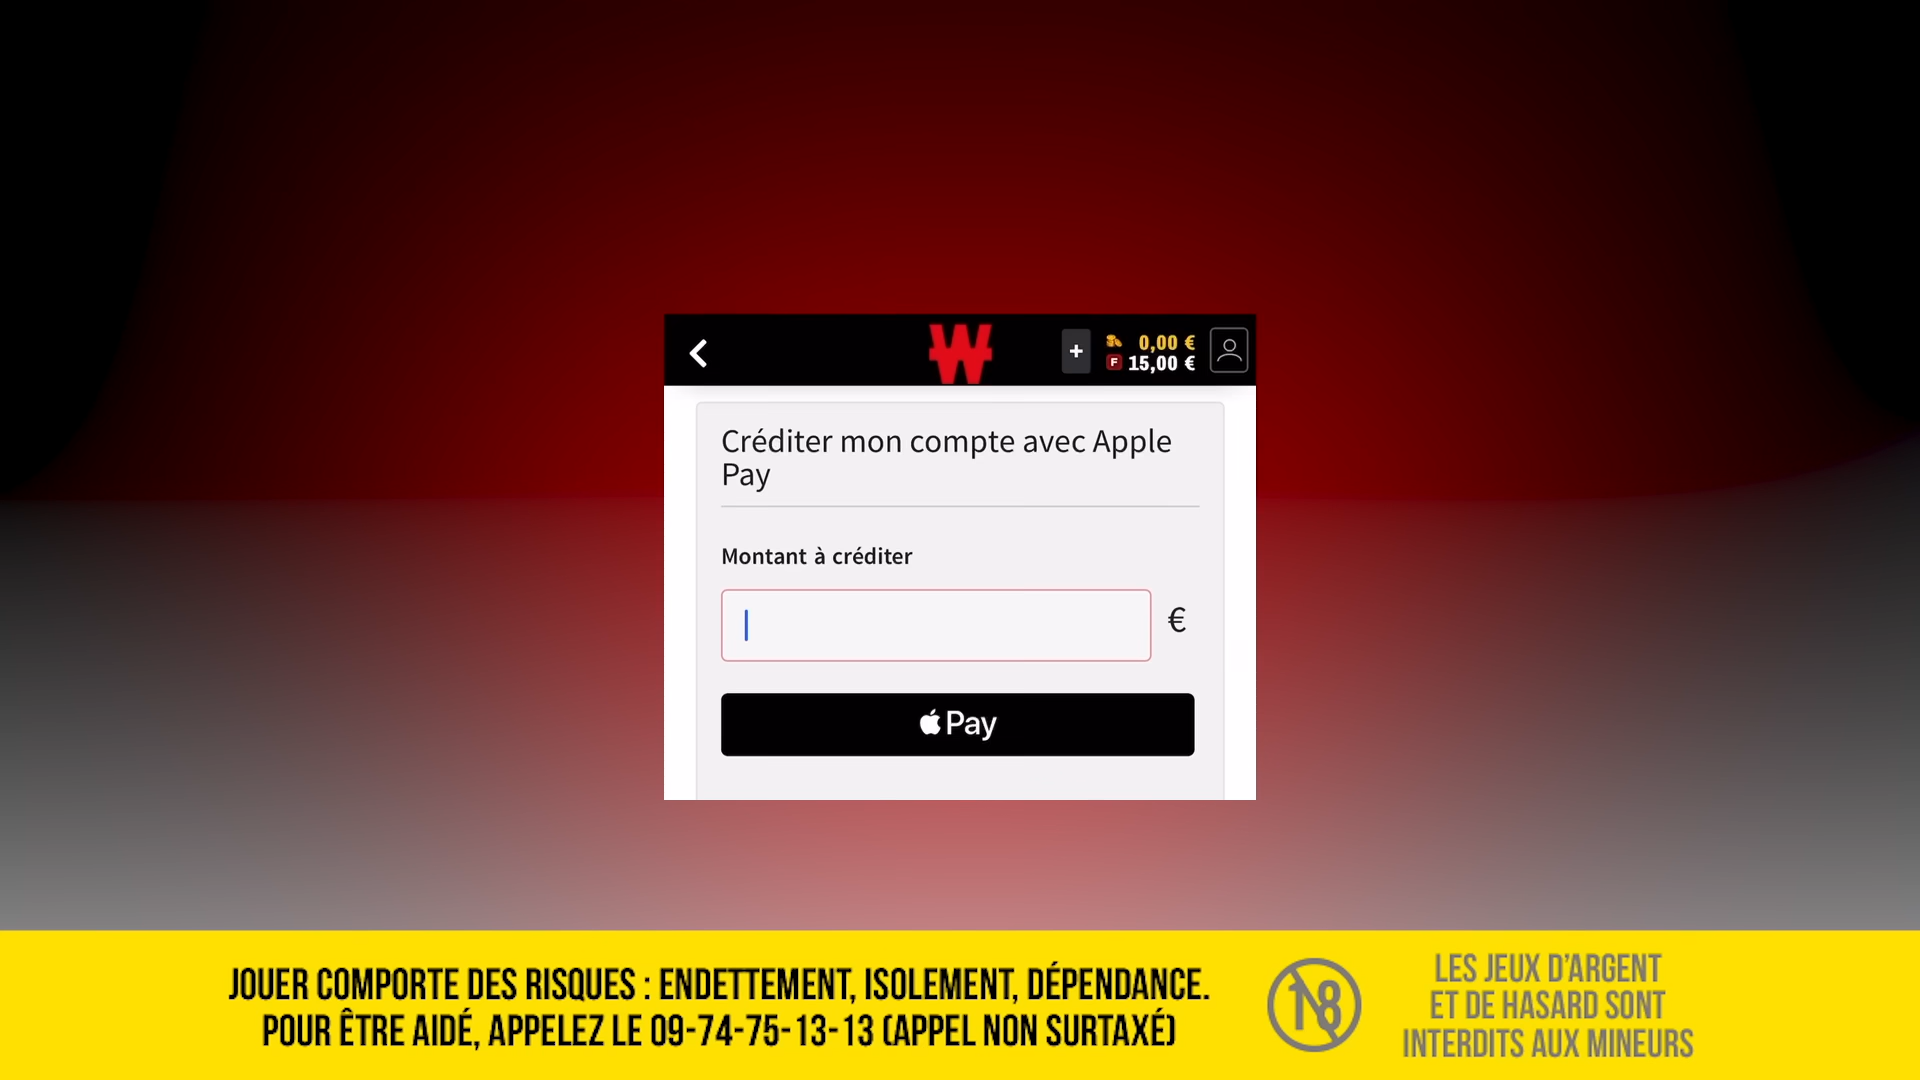 W
+
0,00 €
F 15,00 €
Créditer mon compte avec Apple
Pay
Montant à créditer
€
Pay
JOUER COMPORTE DES RISQUES : ENDETTEMENT, ISOLEMENT, DÉPENDANCE.
POUR ÊTRE AIDÉ, APPELEZ LE 09-74-75-13-13 (APPEL NON SURTAXÉ)
18
LES JEUX D'ARGENT
ET DE HASARD SONT
INTERDITS AUX MINEURS